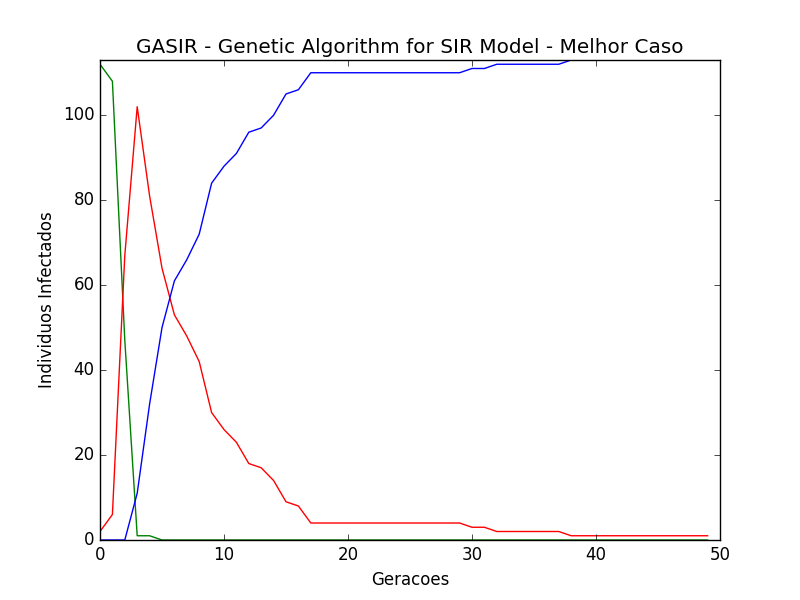 GASIR - Genetic Algorithm for SIR Model - Melhor Caso
100
80
60
40
20
0
Individuos Infectados
0 10 20 30 40 50
Geracoes